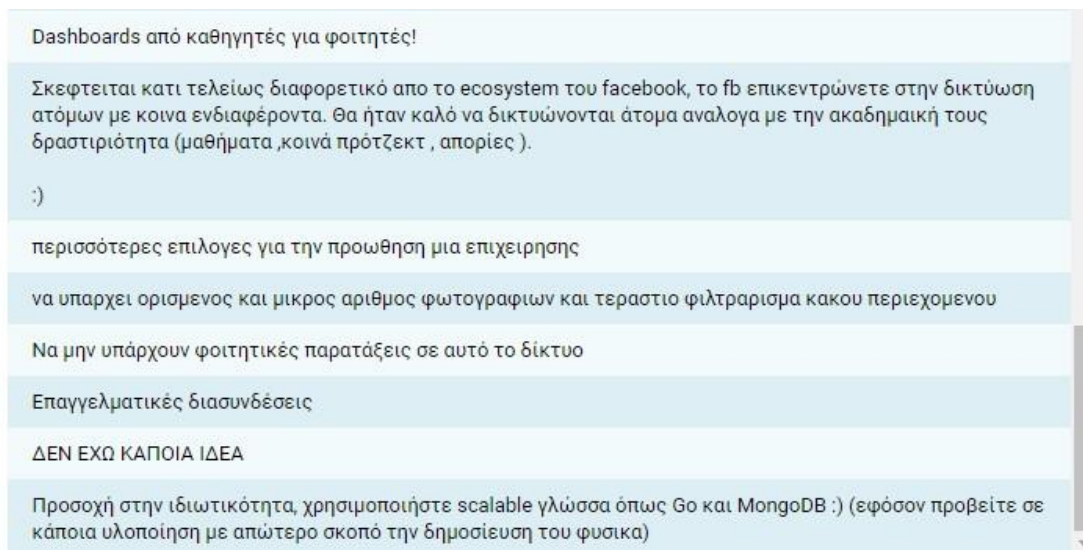 Dashboards από καθηγητές για φοιτητές!
Σκεφτειται κατι τελείως διαφορετικό απο το ecosystem του facebook, το fb επικεντρώνετε στην δικτύωση
ατόμων με κοινα ενδιαφέροντα. Θα ήταν καλό να δικτυώνονται άτομα αναλογα με την ακαδημαική τους
δραστιριότητα (μαθήματα ,κοινά πρότζεκτ , απορίες ).
:)
περισσότερες επιλογες για την προωθηση μια επιχειρησης
να υπαρχει ορισμενος και μικρος αριθμος φωτογραφιων και τεραστιο φιλτραρισμα κακου περιεχομενου
Να μην υπάρχουν φοιτητικές παρατάξεις σε αυτό το δίκτυο
Επαγγελματικές διασυνδέσεις
ΔΕΝ ΕΧΩ ΚΑΠΟΙΑ ΙΔΕΑ
Προσοχή στην ιδιωτικότητα, χρησιμοποιήστε scalable γλώσσα όπως Go και MongoDB :) (εφόσον προβείτε σε
κάποια υλοποίηση με απώτερο σκοπό την δημοσίευση του φυσικα)